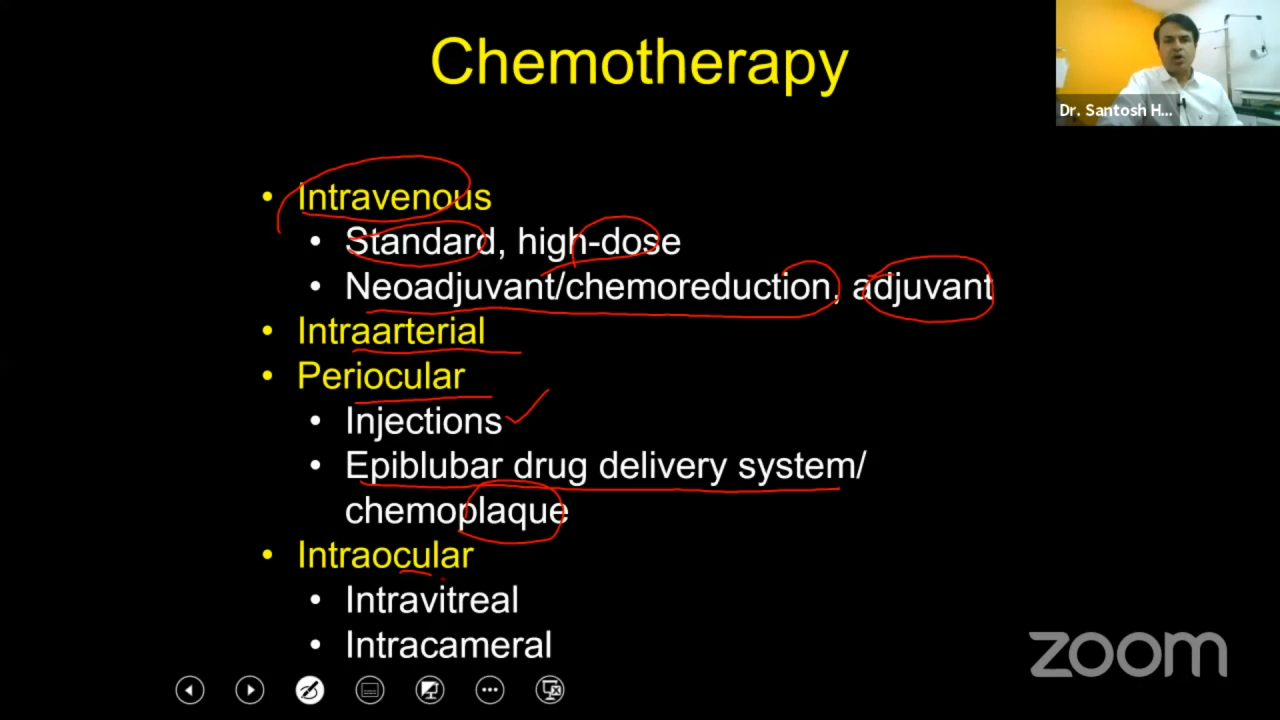 Chemotherapy
Dr. Santosh H...
• Intravenous
• Standard, high-dose
• Neoadjuvant/chemoreduction, adjuvant
• Intraarterial
• Periocular
• Injections
• Epiblubar drug delivery system/
chemoplaque
• Intraocular
• Intravitreal
• Intracameral
zoom